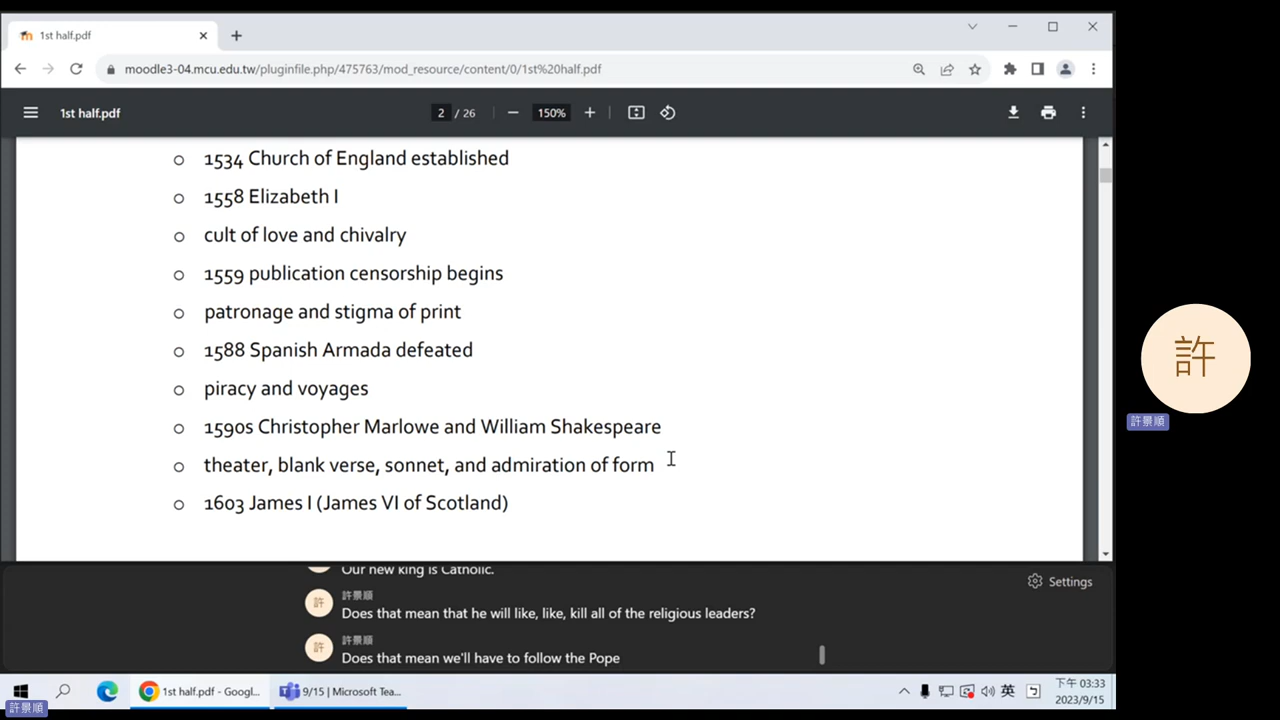 1st half.pdf
moodle3-04.mcu.edu.tw/pluginfile.php/475763/mod_resource/content/0/1st%20half.pdf
1st half.pdf
2 / 26
150%
1534 Church of England established
1558 Elizabeth I
cult of love and chivalry
1559 publication censorship begins
patronage and stigma of print
1588 Spanish Armada defeated
piracy and voyages
1590s Christopher Marlowe and William Shakespeare
theater, blank verse, sonnet, and admiration of form
1603 James I (James VI of Scotland)
許
許景順
Our new king is Catholic.
Settings
許 許景順
Does that mean that he will like, like, kill all of the religious leaders?
許 許景順
Does that mean we'll have to follow the Pope
1st half.pdf - Googl...
9/15 | Microsoft Tea...
英
下午 03:33
2023/9/15
許景順